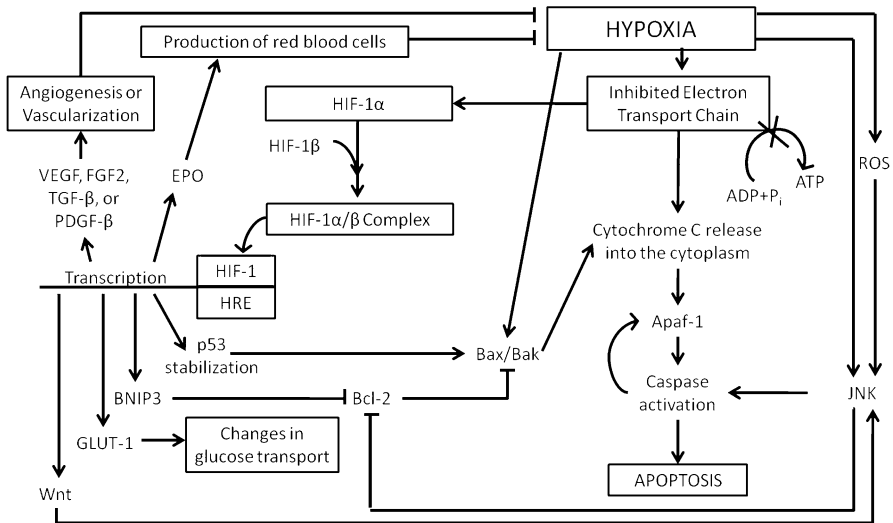 HYPOXIA
Production of red blood cells
Angiogenesis or
Vascularization
HIF-1α
Inhibited Electron
Transport Chain
HIF-1β
VEGF, FGF2,
TGF-β, or
PDGF-β
EPO
ADP+Pi
ATP
ROS
HIF-1α/β Complex
Cytochrome C release
into the cytoplasm
Transcription
HIF-1
HRE
Apaf-1
p53
stabilization
Bax/Bak
BNIP3
Bcl-2
Caspase
activation
JNK
GLUT-1
Changes in
glucose transport
APOPTOSIS
Wnt